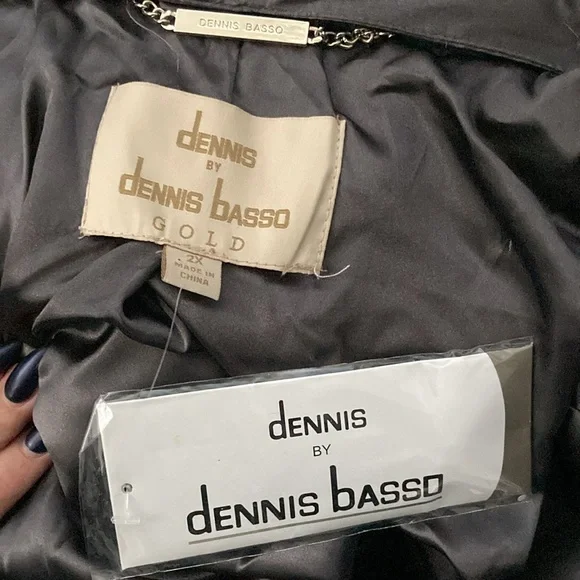 DENNIS BASSO
dENNIS
BY
dENNIS basso
GOLD
2X
MADE IN
CHINA
dENNIS
BY
dENNIS basso